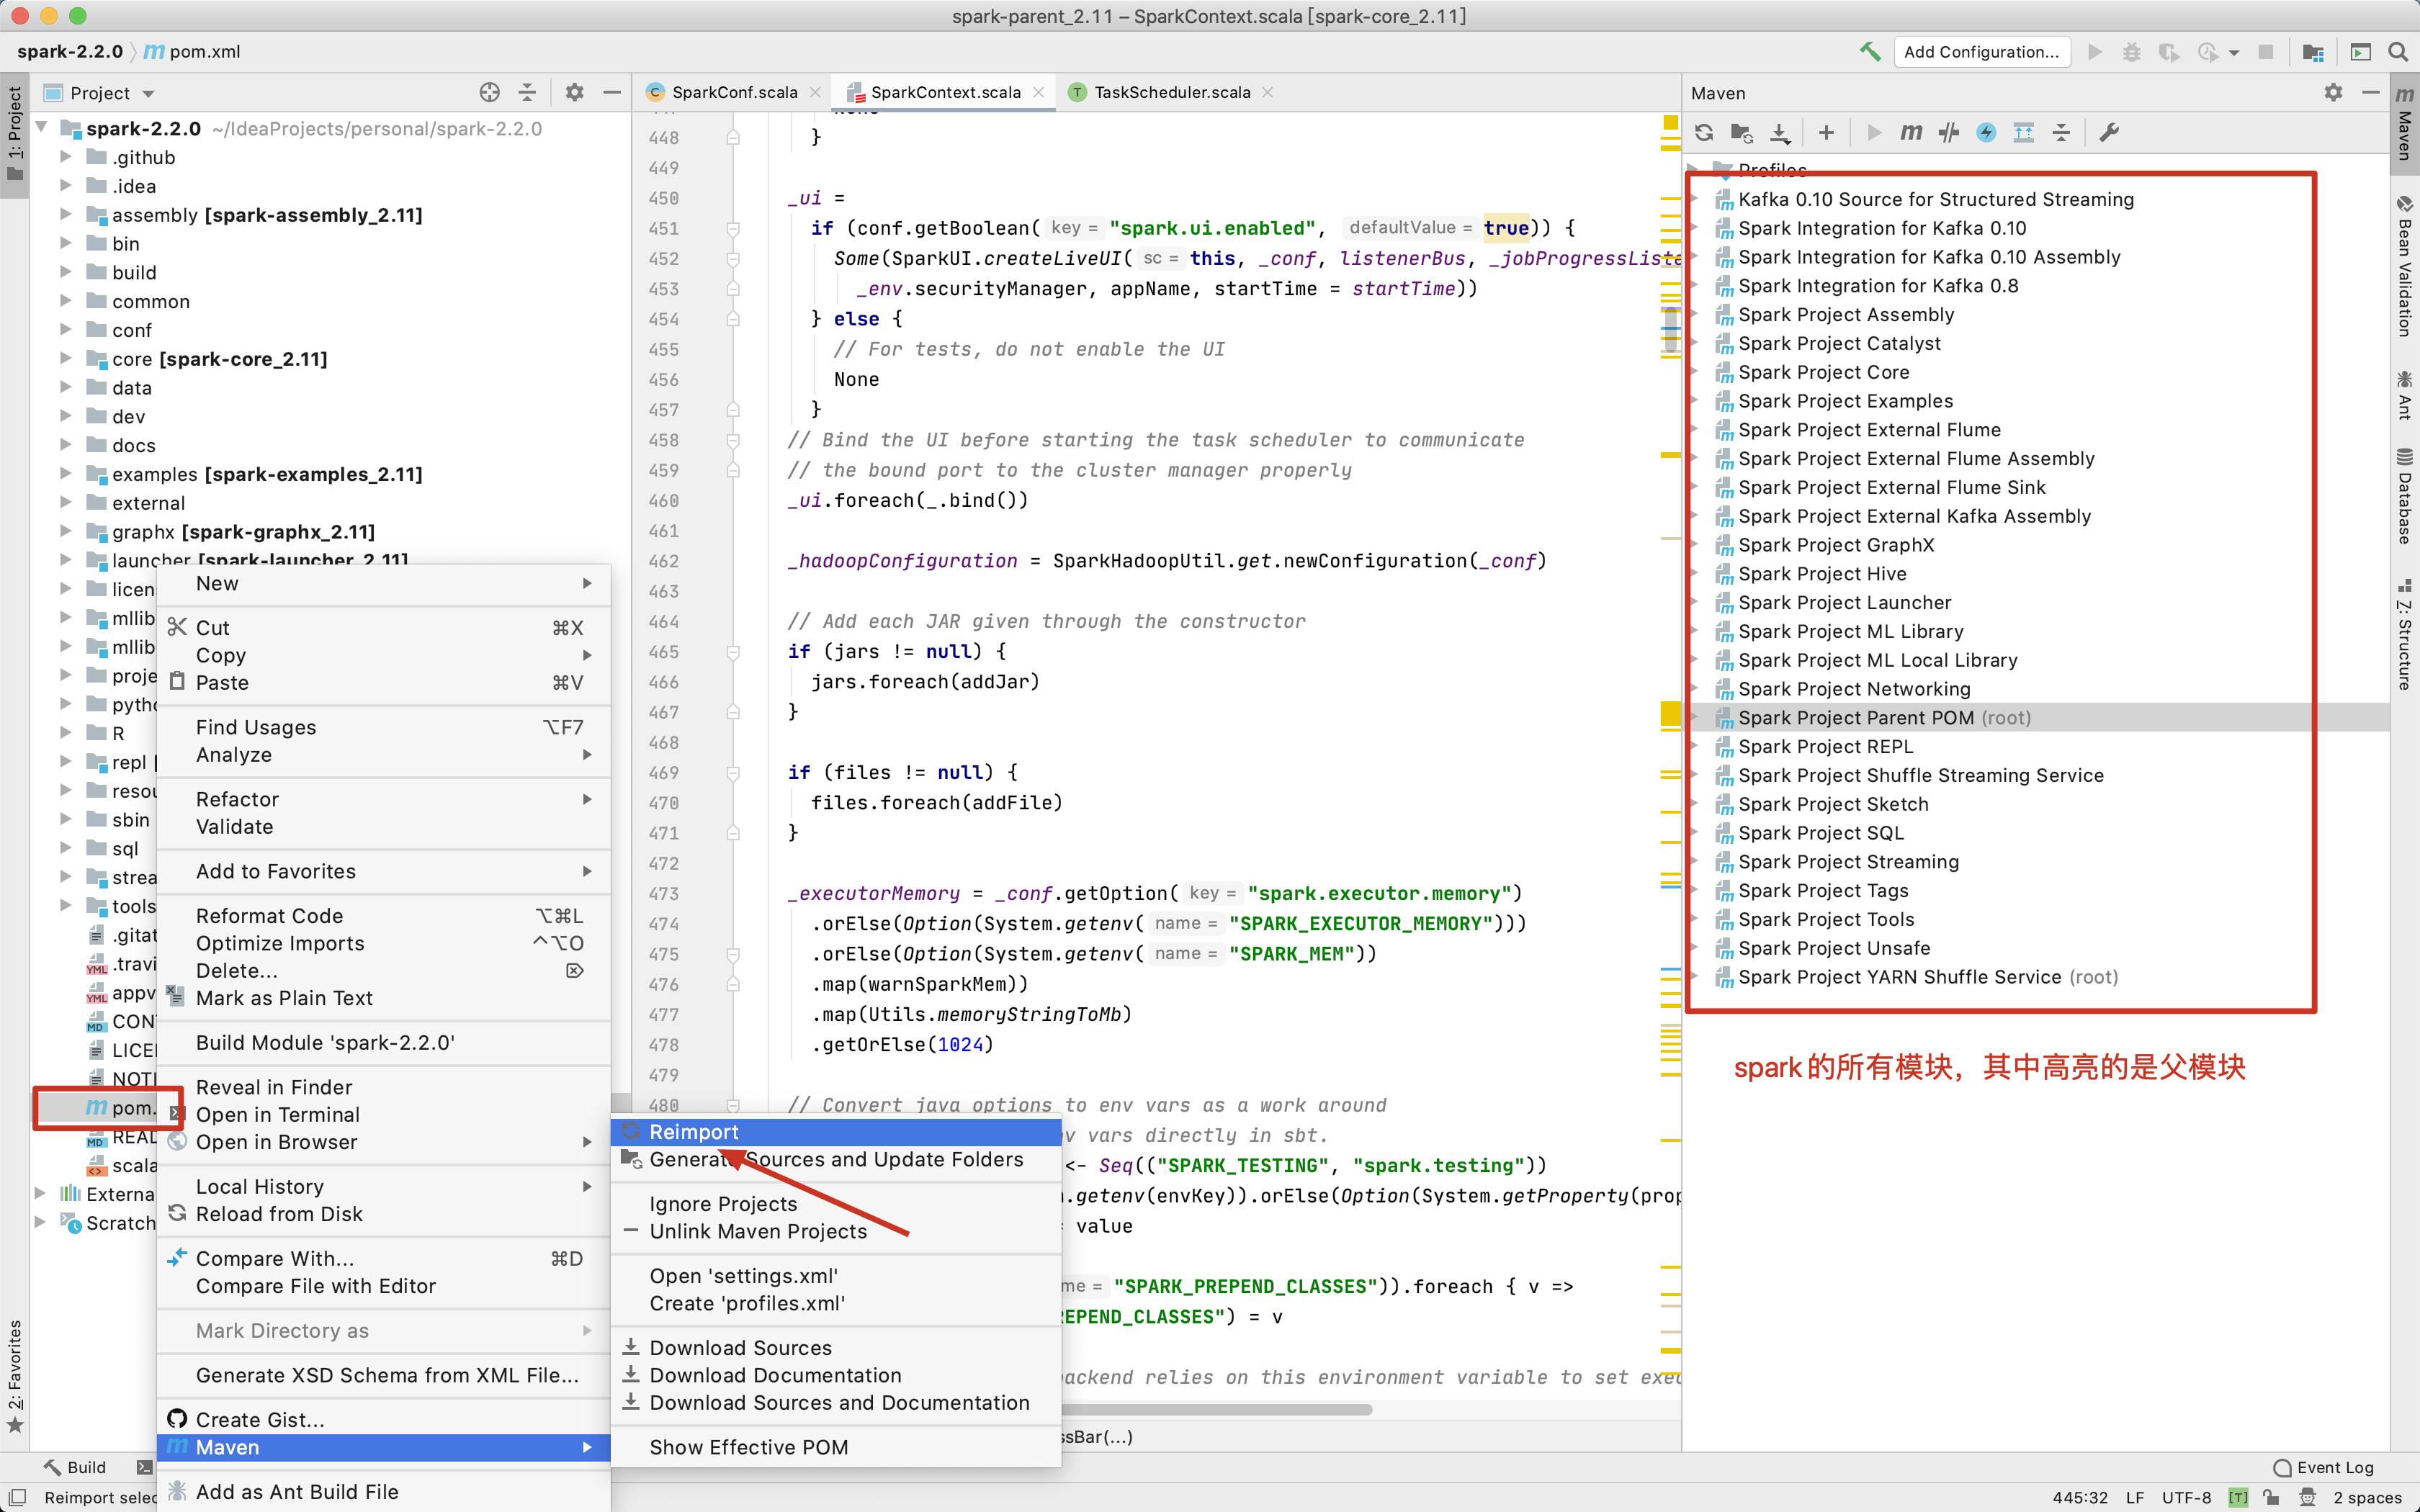 spark-parent_2.11 – SparkContext.scala [spark-core_2.11]
spark-2.2.0
pom.xml
Add Configuration...
1: Project
2: Favorites
Project
spark-2.2.0 ~/IdeaProjects/personal/spark-2.2.0
.github
.idea
assembly [spark-assembly_2.11]
bin
build
common
conf
core [spark-core_2.11]
data
dev
docs
examples [spark-examples_2.11]
external
graphx [spark-graphx_2.11]
launcher [spark-launcher_2.11]
licen
mllib
mllib
proje
pytho
R
repl [
resou
sbin
sql
strea
tools
.gitat
.travi
appv
CON
LICE
NOTI
pom.
READ
scala
Externa
Scratch
New
Cut ⌘X
Copy
Paste ⌘V
Find Usages ⌥F7
Analyze
Refactor
Validate
Add to Favorites
Reformat Code ⌥⌘L
Optimize Imports ^⌥O
Delete... ⌦
Mark as Plain Text
Build Module 'spark-2.2.0'
Reveal in Finder
Open in Terminal
Open in Browser
Local History
Reload from Disk
Compare With... ⌘D
Compare File with Editor
Mark Directory as
Generate XSD Schema from XML File...
Create Gist...
Maven
Add as Ant Build File
Reimport
Generate Sources and Update Folders
Ignore Projects
Unlink Maven Projects
Open 'settings.xml'
Create 'profiles.xml'
Download Sources
Download Documentation
Download Sources and Documentation
Show Effective POM
SparkConf.scala
SparkContext.scala
TaskScheduler.scala
448 }
449
450 _ui =
451 if (conf.getBoolean( key = "spark.ui.enabled", defaultValue = true)) {
452 Some(SparkUI.createLiveUI( sc = this, _conf, listenerBus, _jobProgressListe
453 _env.securityManager, appName, startTime = startTime))
454 } else {
455 // For tests, do not enable the UI
456 None
457 }
458 // Bind the UI before starting the task scheduler to communicate
459 // the bound port to the cluster manager properly
460 _ui.foreach(_.bind())
461
462 _hadoopConfiguration = SparkHadoopUtil.get.newConfiguration(_conf)
463
464 // Add each JAR given through the constructor
465 if (jars != null) {
466 jars.foreach(addJar)
467 }
468
469 if (files != null) {
470 files.foreach(addFile)
471 }
472
473 _executorMemory = _conf.getOption( key = "spark.executor.memory")
474 .orElse(Option(System.getenv( name = "SPARK_EXECUTOR_MEMORY")))
475 .orElse(Option(System.getenv( name = "SPARK_MEM"))
476 .map(warnSparkMem))
477 .map(Utils.memoryStringToMb)
478 .getOrElse(1024)
479
480 // Convert java options to env vars as a work around
v vars directly in sbt.
<- Seq(("SPARK_TESTING", "spark.testing"))
.getenv(envKey)).orElse(Option(System.getProperty(prop
value
me = "SPARK_PREPEND_CLASSES")).foreach { v =>
EPEND_CLASSES") = v
backend relies on this environment variable to set exec
ssBar(...)
Maven
Profiles
Kafka 0.10 Source for Structured Streaming
Spark Integration for Kafka 0.10
Spark Integration for Kafka 0.10 Assembly
Spark Integration for Kafka 0.8
Spark Project Assembly
Spark Project Catalyst
Spark Project Core
Spark Project Examples
Spark Project External Flume
Spark Project External Flume Assembly
Spark Project External Flume Sink
Spark Project External Kafka Assembly
Spark Project GraphX
Spark Project Hive
Spark Project Launcher
Spark Project ML Library
Spark Project ML Local Library
Spark Project Networking
Spark Project Parent POM (root)
Spark Project REPL
Spark Project Shuffle Streaming Service
Spark Project Sketch
Spark Project SQL
Spark Project Streaming
Spark Project Tags
Spark Project Tools
Spark Project Unsafe
Spark Project YARN Shuffle Service (root)
spark的所有模块，其中高亮的是父模块
Maven
Bean Validation
Ant
Database
Z: Structure
Build
Event Log
Reimport selec
445:32 LF UTF-8 [T] 2 spaces